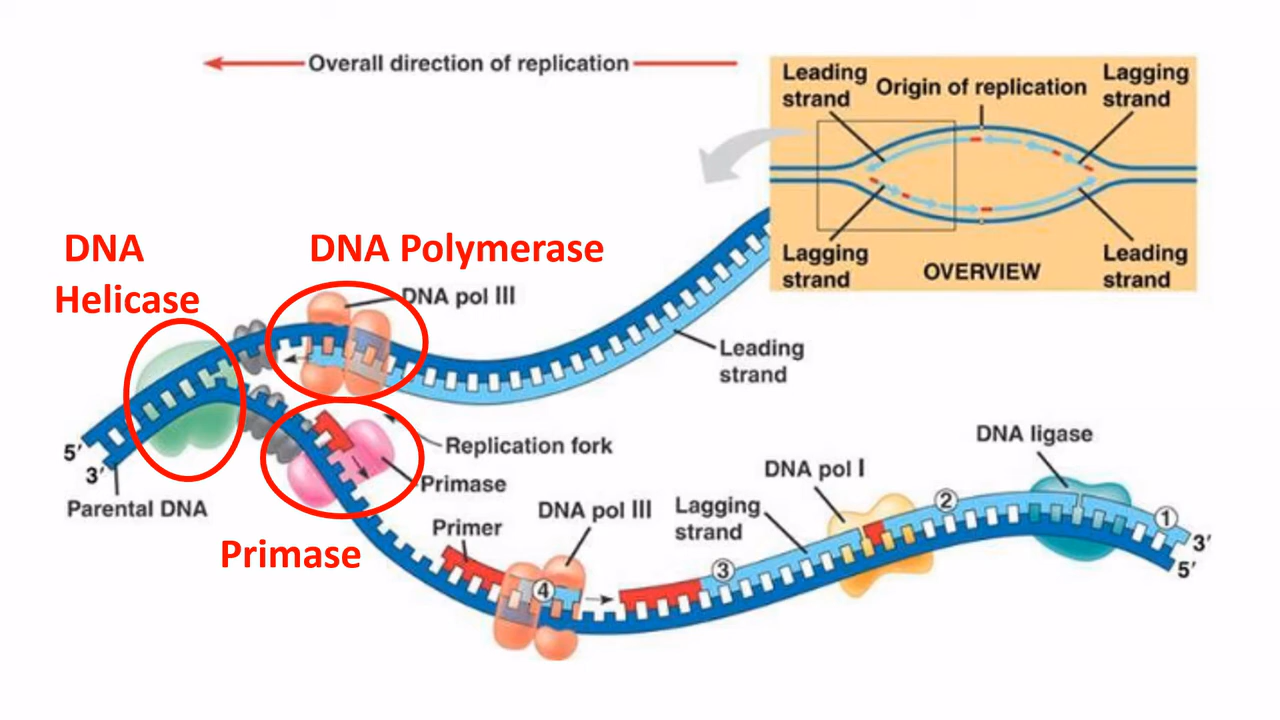 Overall direction of replication
Leading
strand
Origin of replication
Lagging
strand
Lagging
strand
OVERVIEW
Leading
strand
DNA
Helicase
DNA Polymerase
DNA pol III
Leading
strand
Replication fork
Primase
5′
3′
Parental DNA
Primase
Primer
DNA pol III
4
Lagging
strand
3
DNA pol I
2
DNA ligase
1
3′
5′